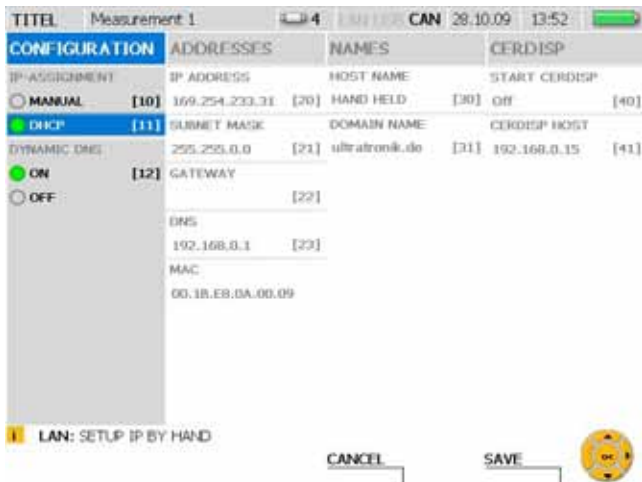 TITEL Measurement 1 4 LAN USB CAN 28.10.09 13:52
CONFIGURATION ADDRESSES NAMES CERDISP
IP-ASSIGNMENT IP ADDRESS HOST NAME START CERDISP
MANUAL [10] 169.254.233.31 [20] HAND HELD [30] Off [40]
DHCP [11] SUBNET MASK DOMAIN NAME CERDISP HOST
DYNAMIC DNS 255.255.0.0 [21] ultratronik.de [31] 192.168.0.15 [41]
ON [12] GATEWAY
OFF [22]
DNS
192.168.0.1 [23]
MAC
00.1B.E8.0A.00.09
LAN: SETUP IP BY HAND
CANCEL SAVE
OK